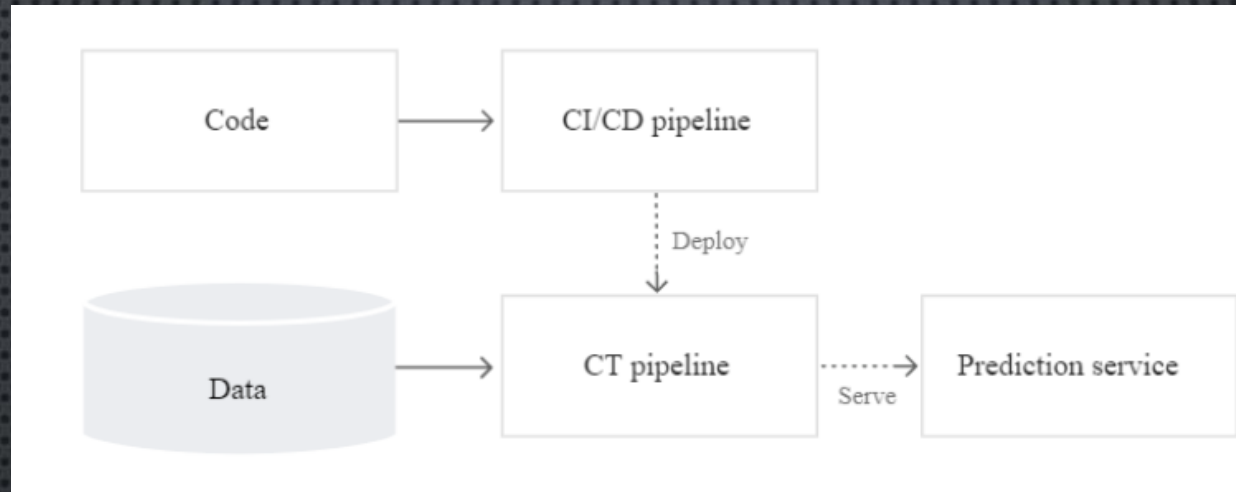 Code
CI/CD pipeline
Deploy
Data
CT pipeline
Serve
Prediction service